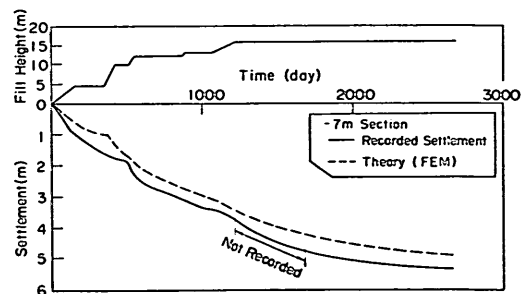 Fill Height (m)
20
15
10
5
0
Time (day)
1000
2000
3000
-7m Section
Recorded Settlement
Theory (FEM)
Settlement (m)
1
2
3
4
5
6
Not Recorded